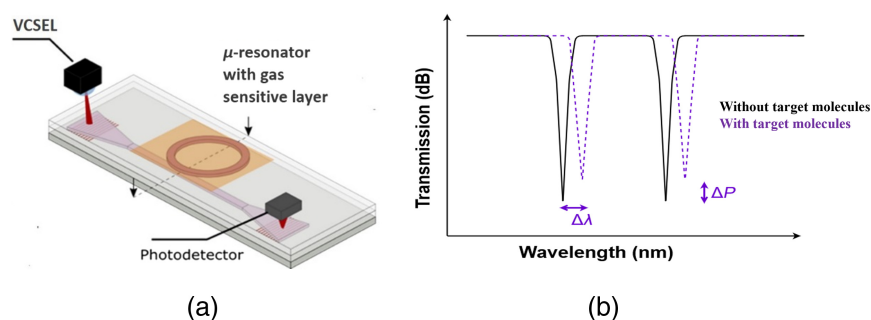 VCSEL
μ-resonator
with gas
sensitive layer
Photodetector
(a)
Transmission (dB)
Without target molecules
With target molecules
ΔP
Δλ
Wavelength (nm)
(b)